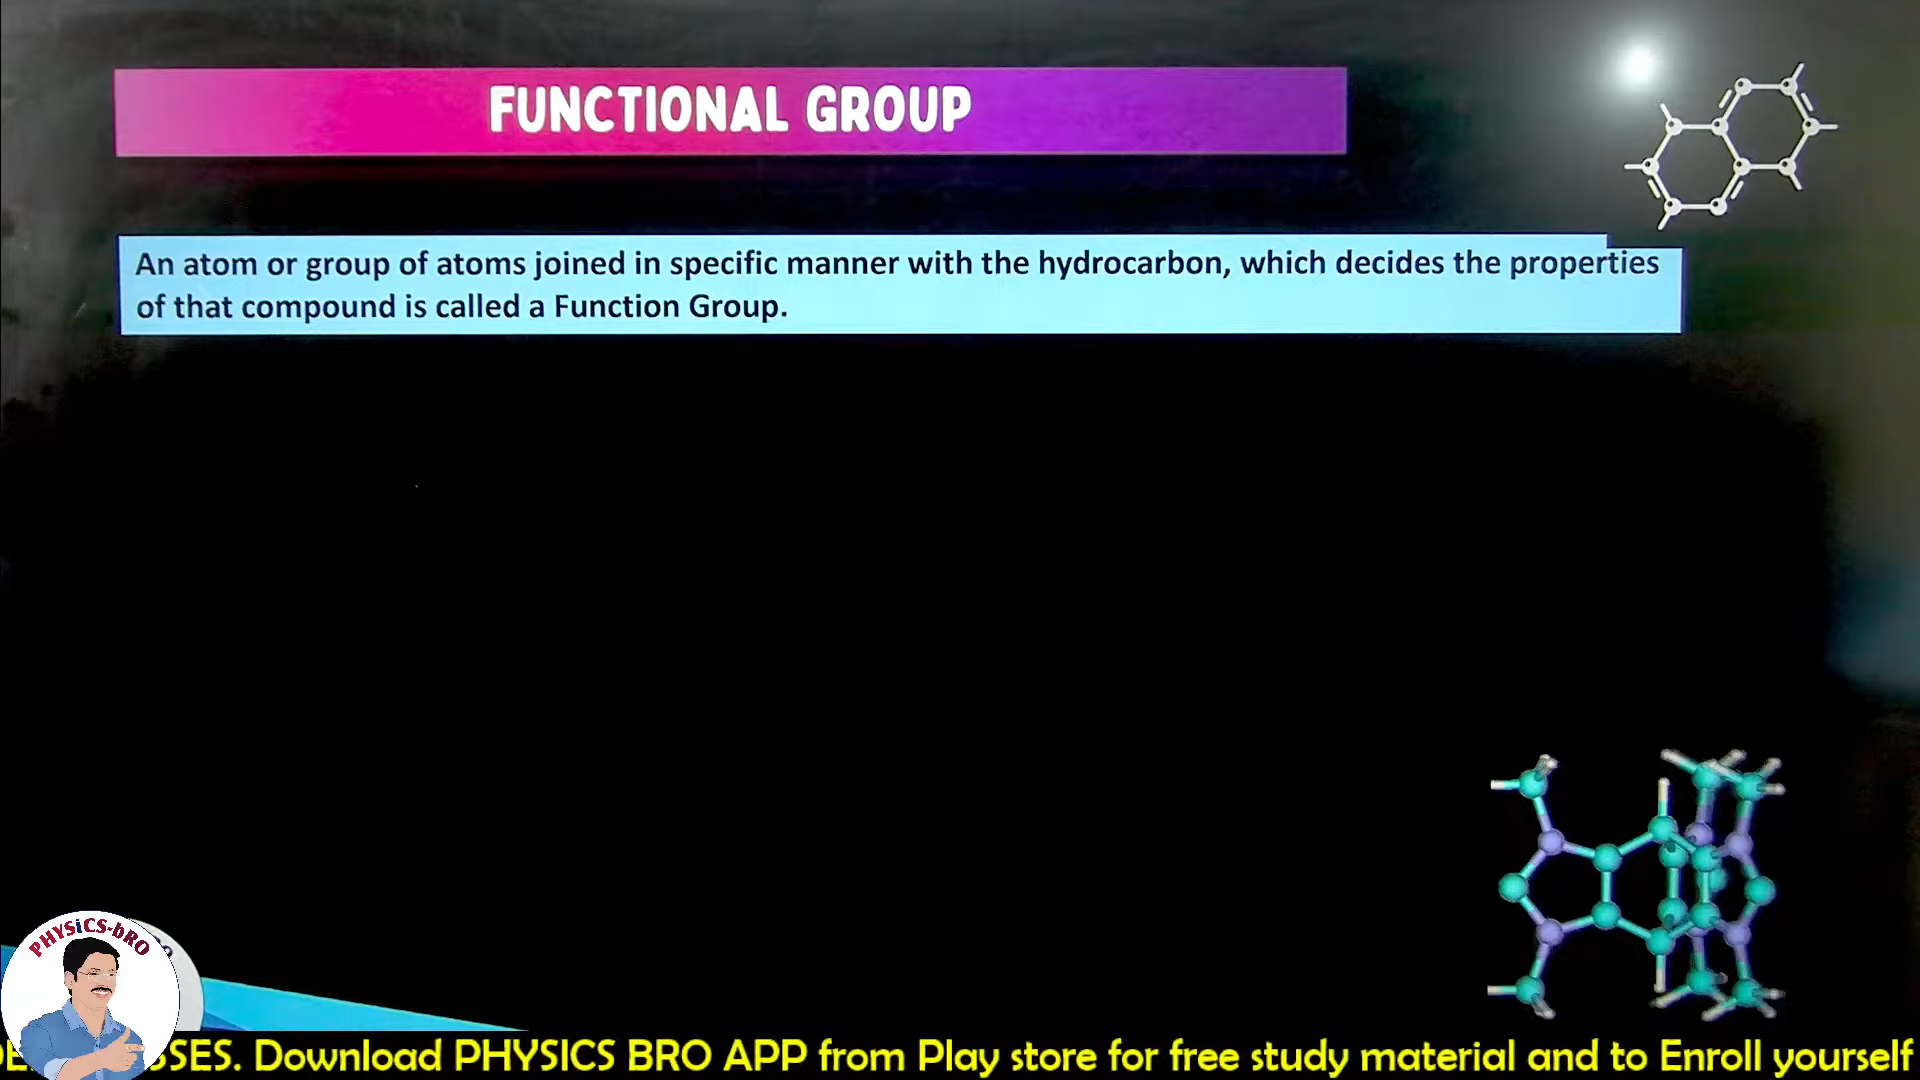 FUNCTIONAL GROUP
An atom or group of atoms joined in specific manner with the hydrocarbon, which decides the properties
of that compound is called a Function Group.
PHYSiCS-bRO
SSES. Download PHYSICS BRO APP from Play store for free study material and to Enroll yourself